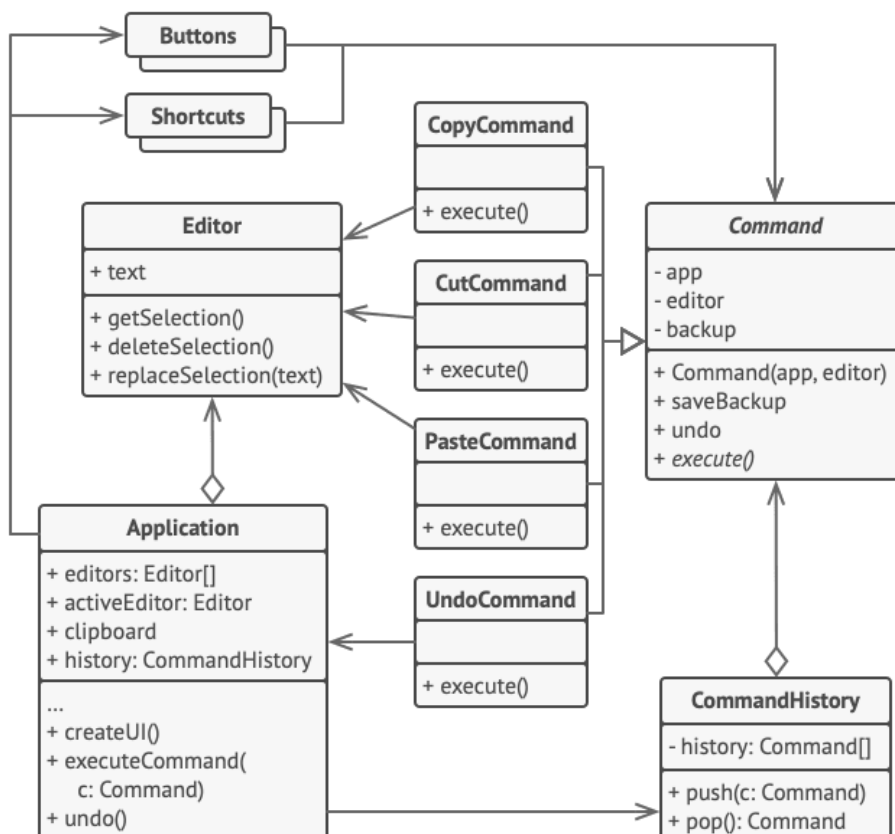 Buttons
Shortcuts
CopyCommand
+ execute()
Editor
+ text
+ getSelection()
+ deleteSelection()
+ replaceSelection(text)
CutCommand
+ execute()
Command
- app
- editor
- backup
+ Command(app, editor)
+ saveBackup
+ undo
+ execute()
PasteCommand
+ execute()
Application
+ editors: Editor[]
+ activeEditor: Editor
+ clipboard
+ history: CommandHistory
...
+ createUI()
+ executeCommand(
c: Command)
+ undo()
UndoCommand
+ execute()
CommandHistory
- history: Command[]
+ push(c: Command)
+ pop(): Command